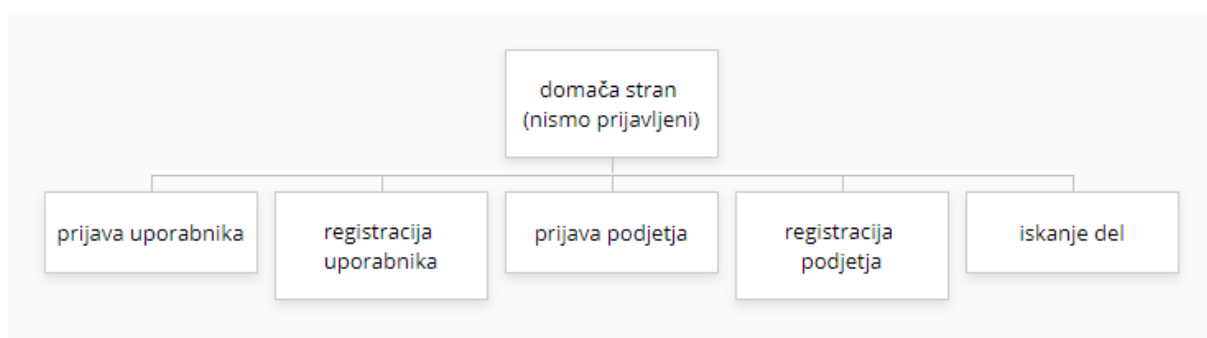 domača stran
(nismo prijavljeni)
prijava uporabnika
registracija
uporabnika
prijava podjetja
registracija
podjetja
iskanje del